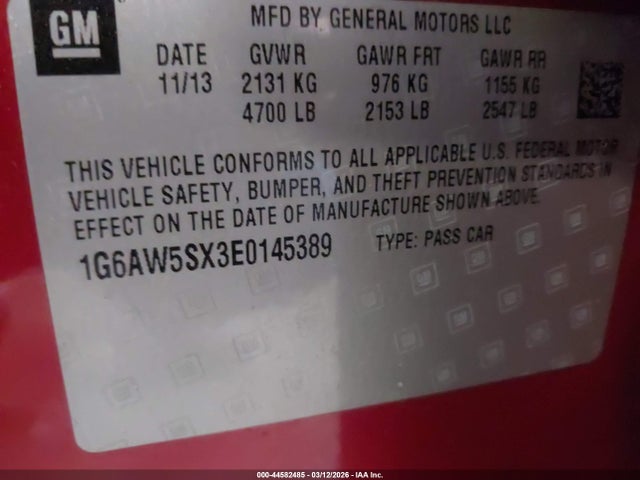 GM
MFD BY GENERAL MOTORS LLC
DATE GVWR GAWR FRT GAWR RR
11/13 2131 KG 976 KG 1155 KG
4700 LB 2153 LB 2547 LB
THIS VEHICLE CONFORMS TO ALL APPLICABLE U.S. FEDERAL MOTOR
VEHICLE SAFETY, BUMPER, AND THEFT PREVENTION STANDARDS IN
EFFECT ON THE DATE OF MANUFACTURE SHOWN ABOVE.
1G6AW5SX3E0145389 TYPE: PASS CAR
000-44582485 - 03/12/2026 - IAA Inc.